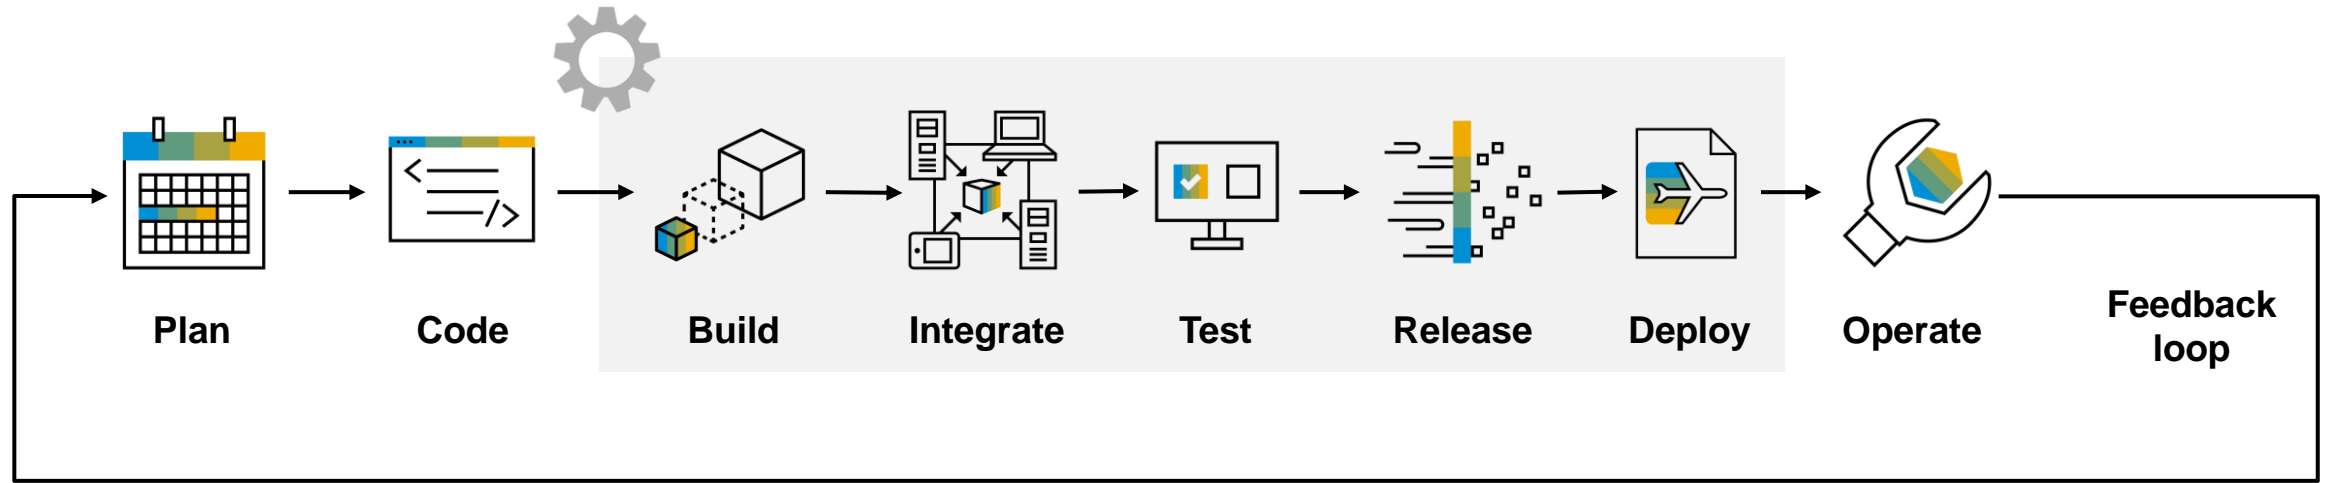 Plan
Code
Build
Integrate
Test
Release
Deploy
Operate
Feedback
loop